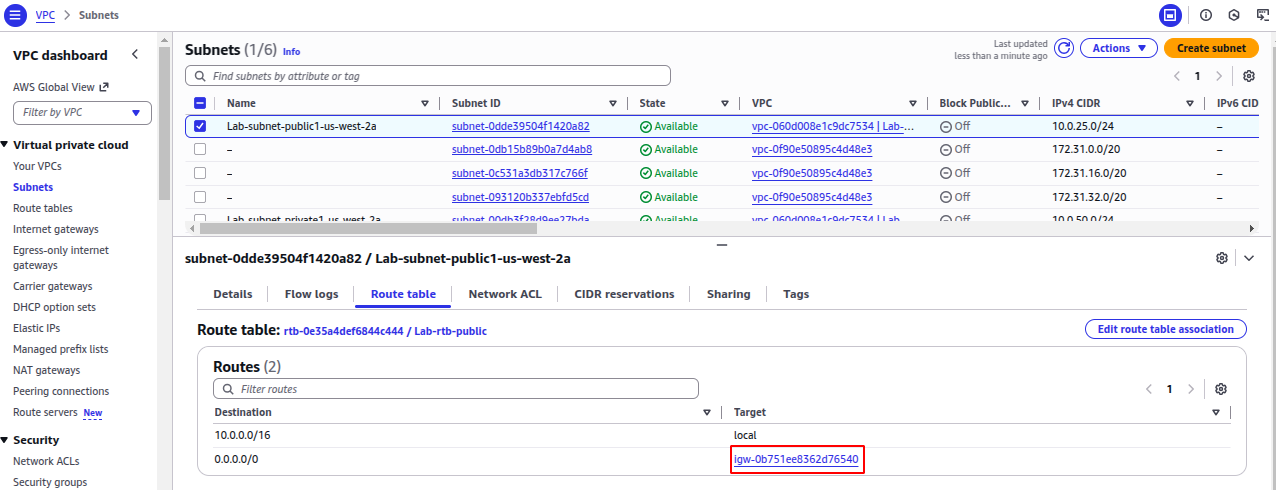 VPC > Subnets
VPC dashboard
AWS Global View
Filter by VPC
Virtual private cloud
Your VPCs
Subnets
Route tables
Internet gateways
Egress-only internet
gateways
Carrier gateways
DHCP option sets
Elastic IPs
Managed prefix lists
NAT gateways
Peering connections
Route servers New
Security
Network ACLs
Security groups
Subnets (1/6) Info
Last updated
less than a minute ago
Actions
Create subnet
Find subnets by attribute or tag
1
Name Subnet ID State VPC Block Public... IPv4 CIDR IPv6 CID
Lab-subnet-public1-us-west-2a subnet-0dde39504f1420a82 Available vpc-060d008e1c9dc7534 | Lab-... Off 10.0.25.0/24 –
– subnet-0db15b89b0a7d4ab8 Available vpc-0f90e50895c4d48e3 Off 172.31.0.0/20 –
– subnet-0c531a3db317c766f Available vpc-0f90e50895c4d48e3 Off 172.31.16.0/20 –
– subnet-093120b337ebfd5cd Available vpc-0f90e50895c4d48e3 Off 172.31.32.0/20 –
Lab-subnet-private1-us-west-2a subnet-00db3f28d9ee27bda Available vpc-060d008e1c9dc7534 | Lab- Off 10.0.50.0/24 –
subnet-0dde39504f1420a82 / Lab-subnet-public1-us-west-2a
Details Flow logs Route table Network ACL CIDR reservations Sharing Tags
Route table: rtb-0e35a4def6844c444 / Lab-rtb-public
Edit route table association
Routes (2)
Filter routes
1
Destination Target
10.0.0.0/16 local
0.0.0.0/0 igw-0b751ee8362d76540